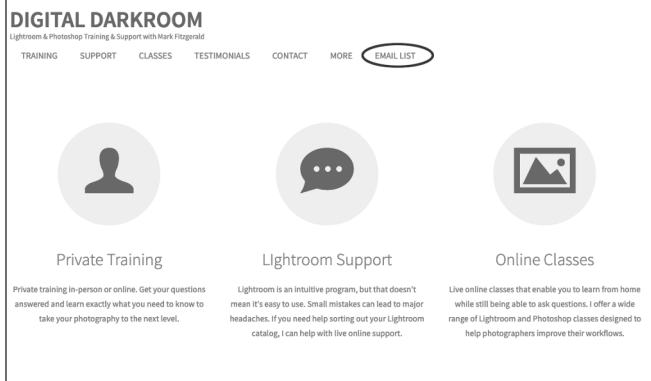 DIGITAL DARKROOM
Lightroom & Photoshop Training & Support with Mark Fitzgerald
TRAINING SUPPORT CLASSES TESTIMONIALS CONTACT MORE EMAIL LIST
Private Training
Private training in-person or online. Get your questions
answered and learn exactly what you need to know to
take your photography to the next level.
LIghtroom Support
Lightroom is an intuitive program, but that doesn't
mean it's easy to use. Small mistakes can lead to major
headaches. If you need help sorting out your Lightroom
catalog, I can help with live online support.
Online Classes
Live online classes that enable you to learn from home
while still being able to ask questions. I offer a wide
range of Lightroom and Photoshop classes designed to
help photographers improve their workflows.